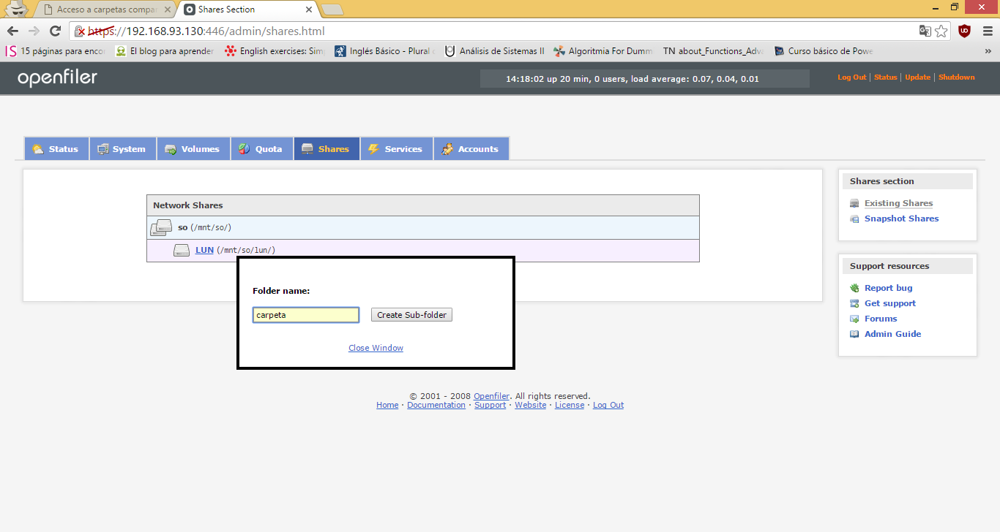 Acceso a carpetas compa
Shares Section
https://192.168.93.130:446/admin/shares.html
15 páginas para enco
El blog para aprender
English exercises: Sim
Inglés Básico - Plural
Análisis de Sistemas II
Algoritmia For Dumm
TN about_Functions_Adv
Curso básico de Powe
»
openfiler
14:18:02 up 20 min, 0 users, load average: 0.07, 0.04, 0.01
Log Out | Status | Update | Shutdown
Status
System
Volumes
Quota
Shares
Services
Accounts
Network Shares
so (/mnt/so/)
LUN (/mnt/so/lun/)
Folder name:
carpeta
Create Sub-folder
Close Window
Shares section
Existing Shares
Snapshot Shares
Support resources
Report bug
Get support
Forums
Admin Guide
© 2001 - 2008 Openfiler. All rights reserved.
Home · Documentation · Support · Website · License · Log Out